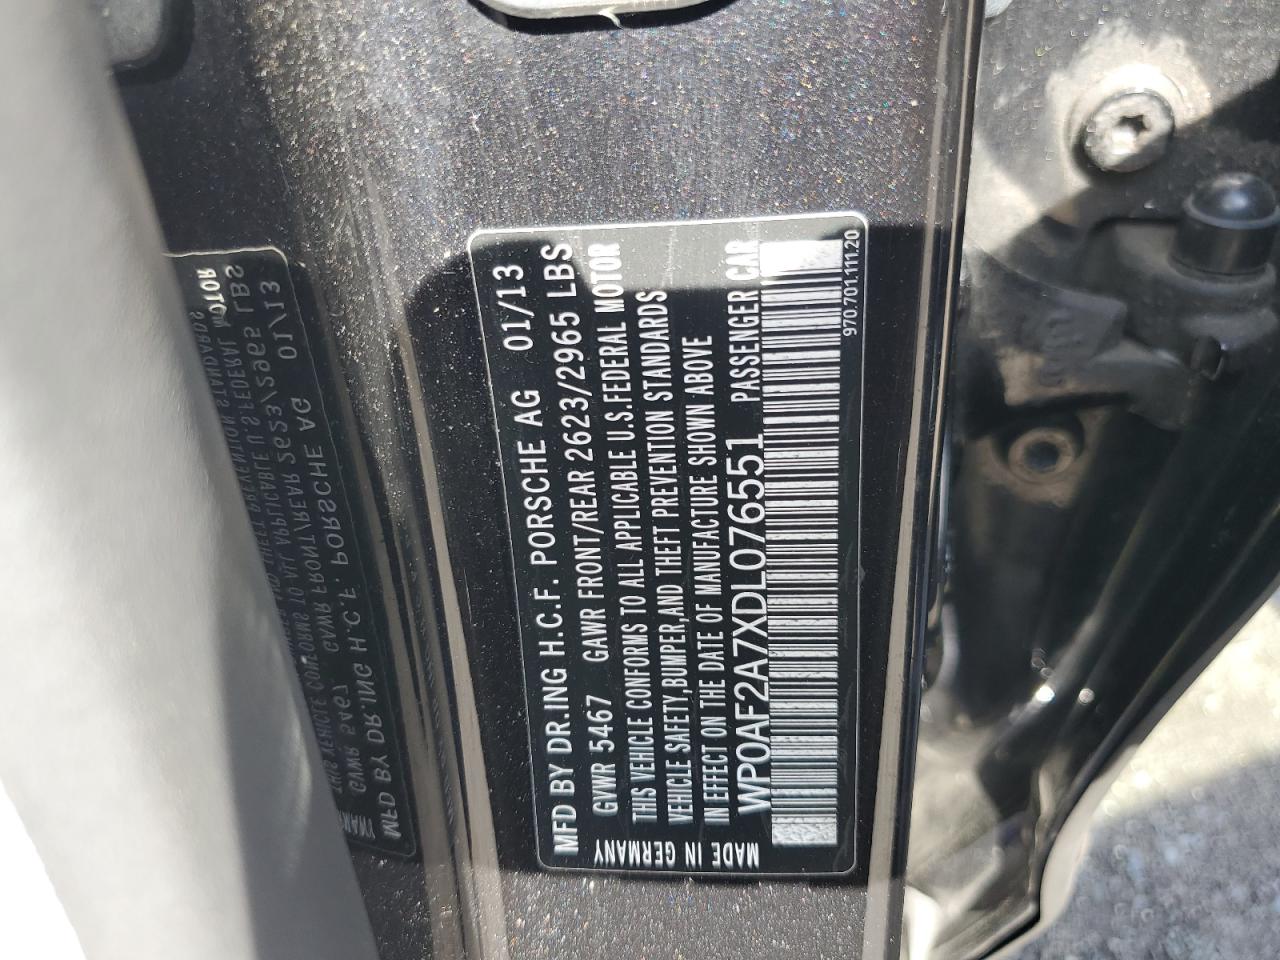 MFD BY DR.ING H.C.F. PORSCHE AG 01/13
GVWR 5467 GAWR FRONT/REAR 2623/2965 LBS
THIS VEHICLE CONFORMS TO ALL APPLICABLE U.S.FEDERAL MOTOR
VEHICLE SAFETY,BUMPER,AND THEFT PREVENTION STANDARDS
IN EFFECT ON THE DATE OF MANUFACTURE SHOWN ABOVE
WP0AF2A7XDL076551 PASSENGER CAR
970.701.111.20
MADE IN GERMANY